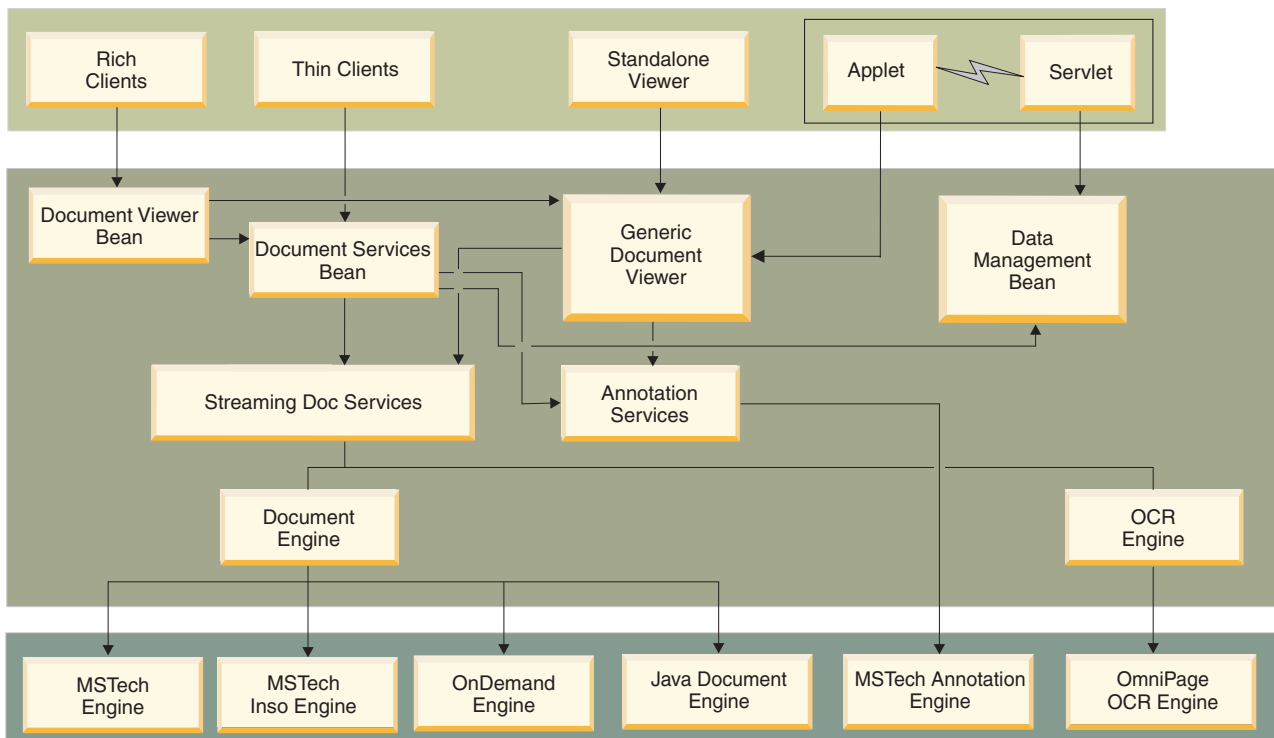 Rich
Clients
Thin Clients
Standalone
Viewer
Applet
Servlet
Document Viewer
Bean
Document Services
Bean
Generic
Document
Viewer
Data
Management
Bean
Streaming Doc Services
Annotation
Services
Document
Engine
OCR
Engine
MSTech
Engine
MSTech
Inso Engine
OnDemand
Engine
Java Document
Engine
MSTech Annotation
Engine
OmniPage
OCR Engine